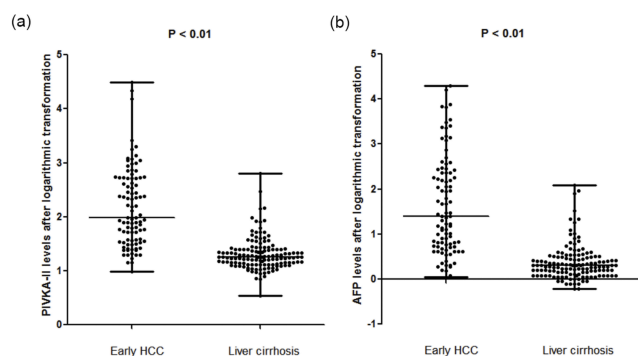 (a)
P < 0.01
PIVKA-II levels after logarithmic transformation
5
4
3
2
1
0
Early HCC
Liver cirrhosis
(b)
P < 0.01
AFP levels after logarithmic transformation
5
4
3
2
1
0
-1
Early HCC
Liver cirrhosis